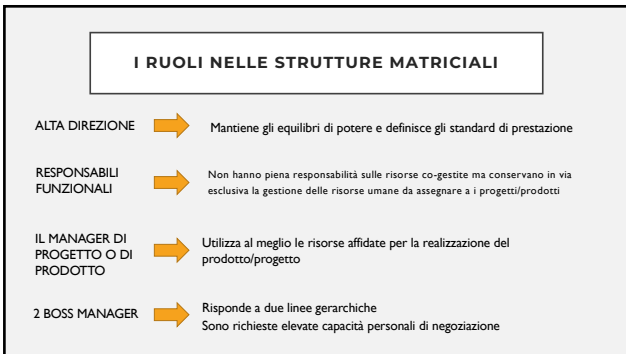 I RUOLI NELLE STRUTTURE MATRICIALI
ALTA DIREZIONE
Mantiene gli equilibri di potere e definisce gli standard di prestazione
RESPONSABILI
FUNZIONALI
Non hanno piena responsabilità sulle risorse co-gestite ma conservano in via
esclusiva la gestione delle risorse umane da assegnare a i progetti/prodotti
IL MANAGER DI
PROGETTO O DI
PRODOTTO
Utilizza al meglio le risorse affidate per la realizzazione del
prodotto/progetto
2 BOSS MANAGER
Risponde a due linee gerarchiche
Sono richieste elevate capacità personali di negoziazione